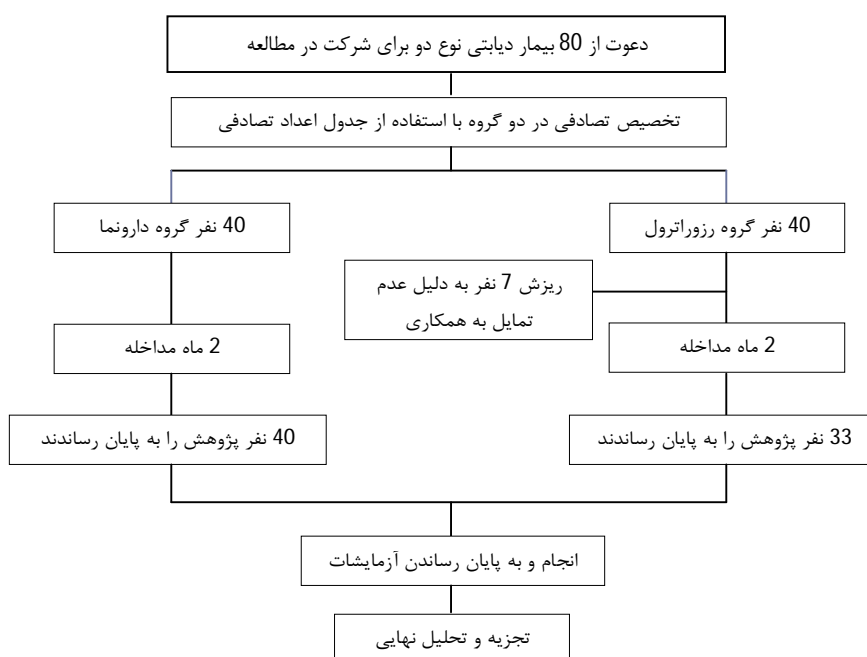 دعوت از 80 بیمار دیابتی نوع دو برای شرکت در مطالعه
تخصیص تصادفی در دو گروه با استفاده از جدول اعداد تصادفی
40 نفر گروه رزوراترول
40 نفر گروه دارونما
ریزش 7 نفر به دلیل عدم
تمایل به همکاری
2 ماه مداخله
2 ماه مداخله
33 نفر پژوهش را به پایان رساندند
40 نفر پژوهش را به پایان رساندند
انجام و به پایان رساندن آزمایشات
تجزیه و تحلیل نهایی